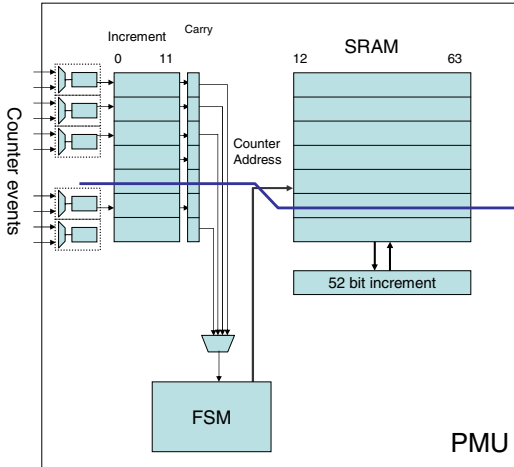 Increment
Carry
0
11
SRAM
12
63
Counter events
Counter
Address
52 bit increment
FSM
PMU